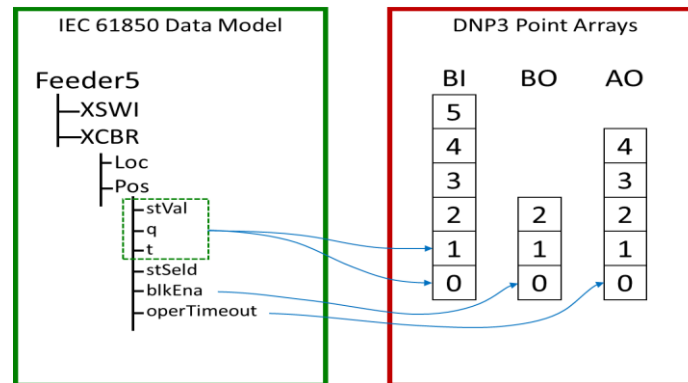 IEC 61850 Data Model
Feeder5
XSWI
XCBR
Loc
Pos
stVal
q
t
stSeld
blkEna
operTimeout
DNP3 Point Arrays
BI BO AO
5
4 4
3 3
2 2 2
1 1 1
0 0 0